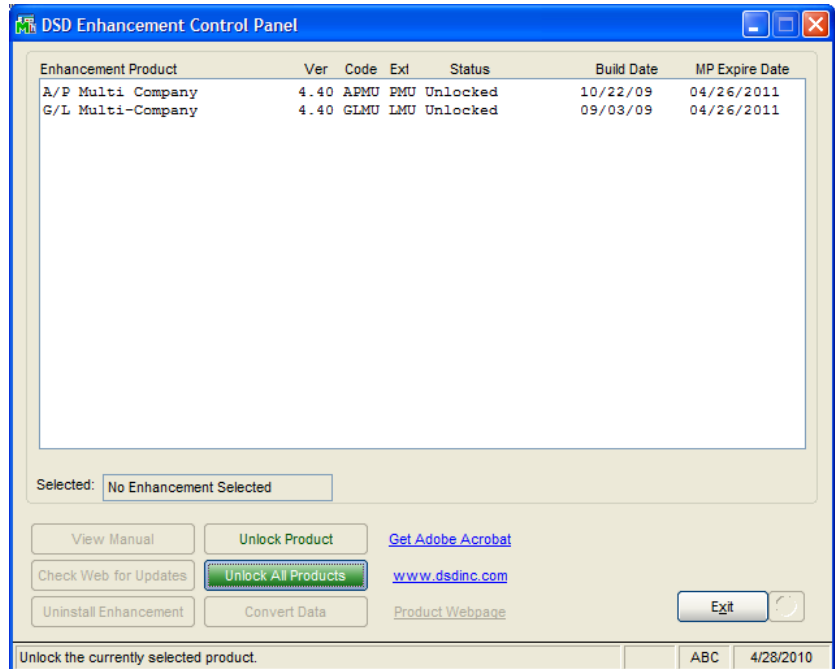 DSD Enhancement Control Panel
Enhancement Product Ver Code Ext Status Build Date MP Expire Date
A/P Multi Company 4.40 APMU PMU Unlocked 10/22/09 04/26/2011
G/L Multi-Company 4.40 GLMU LMU Unlocked 09/03/09 04/26/2011
Selected: No Enhancement Selected
View Manual Unlock Product Get Adobe Acrobat
Check Web for Updates Unlock All Products www.dsdinc.com
Uninstall Enhancement Convert Data Product Webpage Exit
Unlock the currently selected product. ABC 4/28/2010